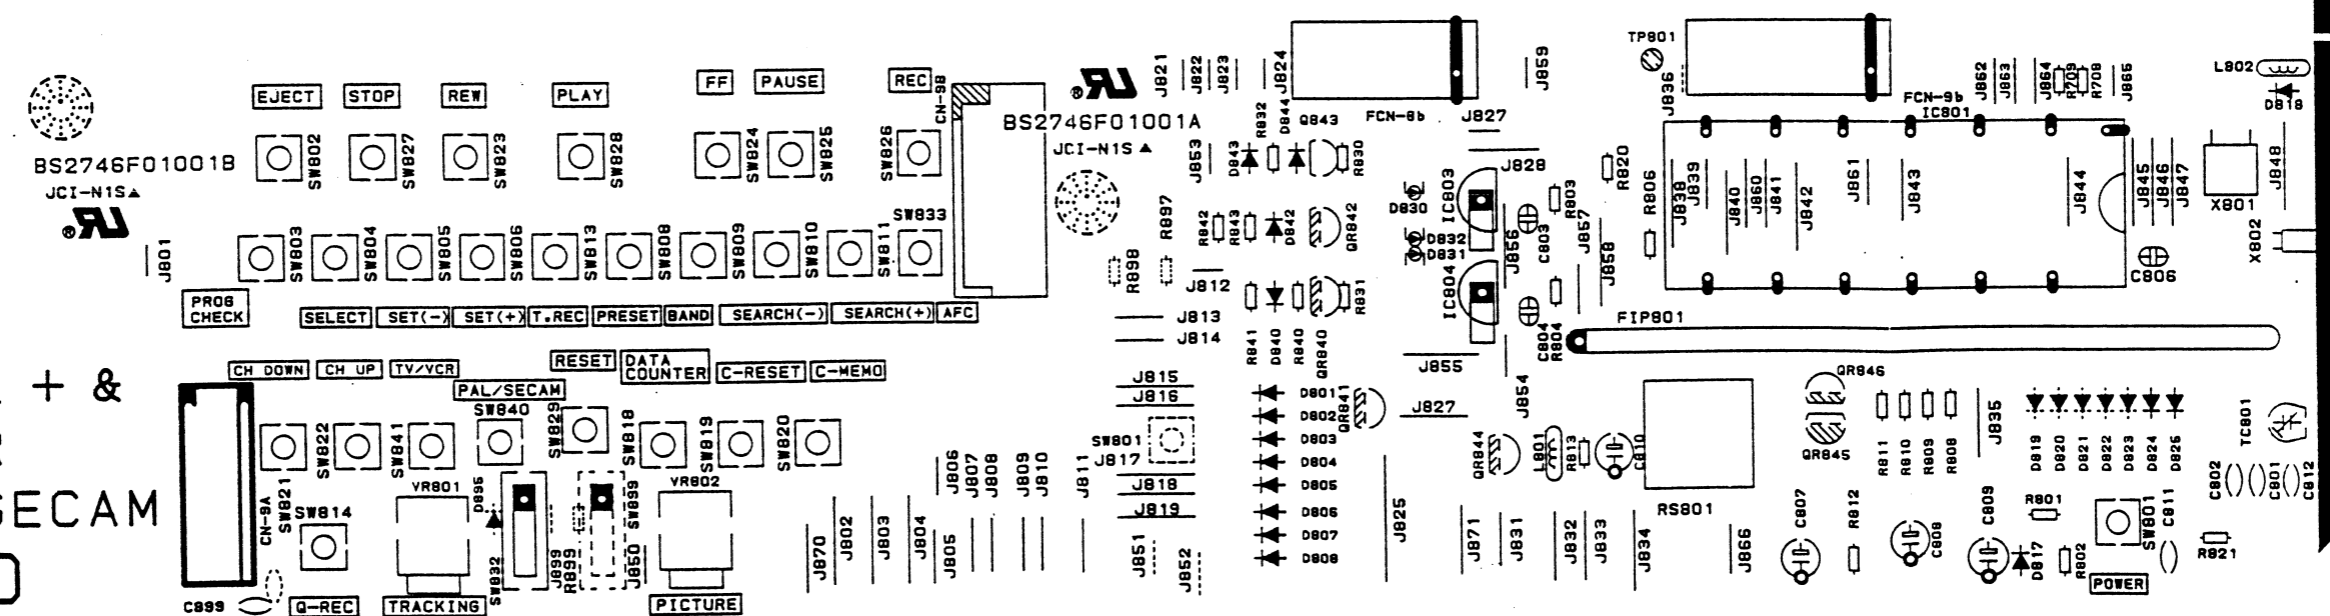 EJECT STOP REW PLAY FF PAUSE REC
CN-9B
BS2746F01001B
JCI-N1S▲
SW802 SW827 SW823 SW828 SW824 SW825 SW826
BS2746F01001A
JCI-N1S ▲
J821 J822 J823 J824
J859
TP801
J836
J862 J863 J864 R709 R708 J865
L802
D818
FCN-8b
FCN-9b
IC801
R832 D844 Q843
J827
J853 D843 R830
J828
J801
SW803 SW804 SW805 SW806 SW813 SW808 SW809 SW810 SW811 SW833
R897
R898
R842 R843 D842 QR842
D830
D832
D831
IC803
J856
C803
R803
J857
J858
R820
R806
J838 J839 J840 J860 J841 J842 J861 J843 J844 J845 J846 J847
X801
J848
X802
C806
PROG
CHECK
SELECT SET(-) SET(+) T.REC PRESET BAND SEARCH(-) SEARCH(+) AFC
J812
J813
J814
R841 D840 R840 QR840 R831
IC804
C804
R804
FIP801
J855
J854
+ &
CH DOWN CH UP TV/VCR
RESET
DATA
COUNTER
C-RESET C-MEMO
PAL/SECAM
SW840
SW829
SW822 SW841 SW818 SW819 SW820
J815
J816
SW801
J817
J818
J819
D801
D802
D803
D804
D805
D806
D807
D808
QR841
J827
QR844
L801
R813
C810
RS801
QR846
QR845
R811 R810 R809 R808
J835
D819 D820 D821 D822 D823 D824 D826
TC801
C802 C801 C812
SECAM
CN-9A
SW821
SW814
VR801
D895
SW832
J899
R899
SW899
J850
VR802
J870 J802 J803 J804 J805
J806 J807 J808 J809 J810 J811
J851 J852
J825
J871 J831 J832 J833 J834 J866
C807
R812
C808
C809
D817
R801
R802
SW801
C811
R821
C899
Q-REC TRACKING PICTURE
POWER